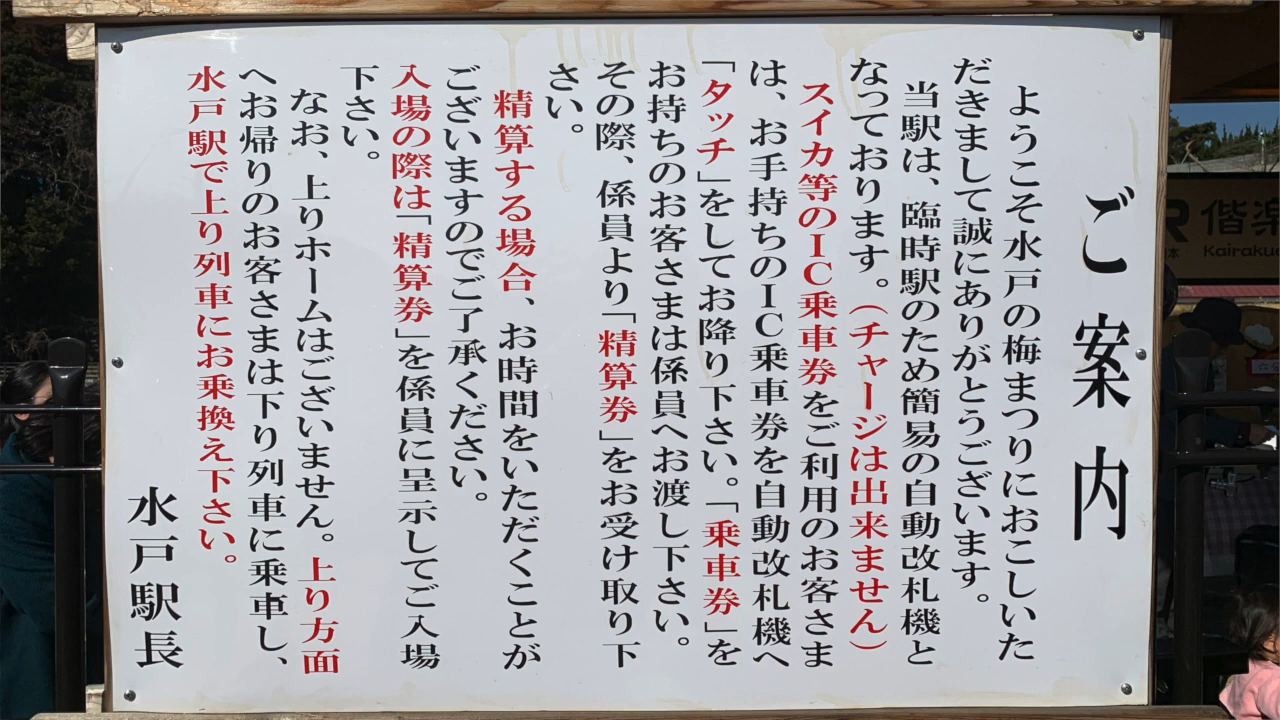 ご案内
ようこそ水戸の梅まつりにおこしいた
だきまして誠にありがとうございます。
当駅は、臨時駅のため簡易の自動改札機と
なっております。(チャージは出来ません)
スイカ等のIC乗車券をご利用のお客さま
は、お手持ちのIC乗車券を自動改札機へ
「タッチ」をしてお降り下さい。「乗車券」を
お持ちのお客さまは係員へお渡し下さい。
その際、係員より「精算券」をお受け取り下
さい。
精算する場合、お時間をいただくことが
ございますのでご了承ください。
入場の際は「精算券」を係員に呈示してご入場
下さい。
なお、上りホームはございません。上り方面
へお帰りのお客さまは下り列車に乗車し、
水戸駅で上り列車にお乗換え下さい。
水戸駅長
R 偕楽
Kairaku